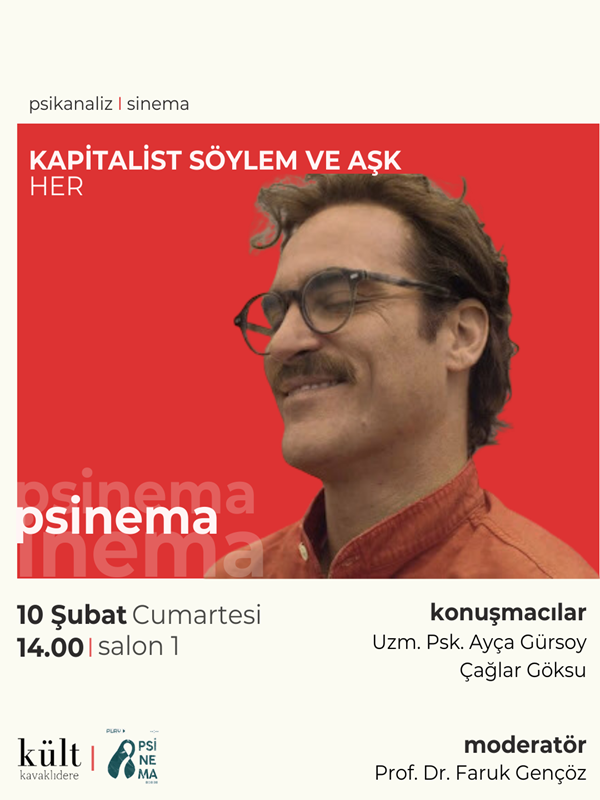 psikanaliz | sinema
KAPİTALİST SÖYLEM VE AŞK
HER
psinema
psinema
inema
10 Şubat Cumartesi
14.00 | salon 1
konuşmacılar
Uzm. Psk. Ayça Gürsoy
Çağlar Göksu
kült
kavaklıdere
PSİ
NE
MA
moderatör
Prof. Dr. Faruk Gençöz